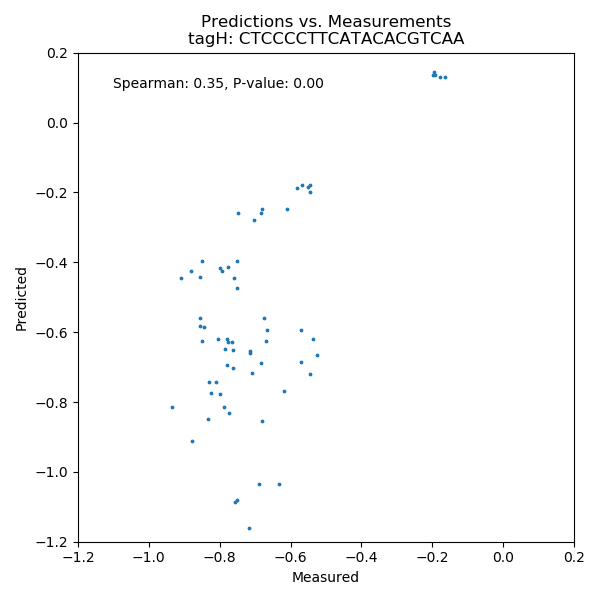 Predictions vs. Measurements
tagH: CTCCCCTTCATACACGTCAA
0.2
Spearman: 0.35, P-value: 0.00
0.0
−0.2
−0.4
Predicted
−0.6
−0.8
−1.0
−1.2
−1.2 −1.0 −0.8 −0.6 −0.4 −0.2 0.0 0.2
Measured